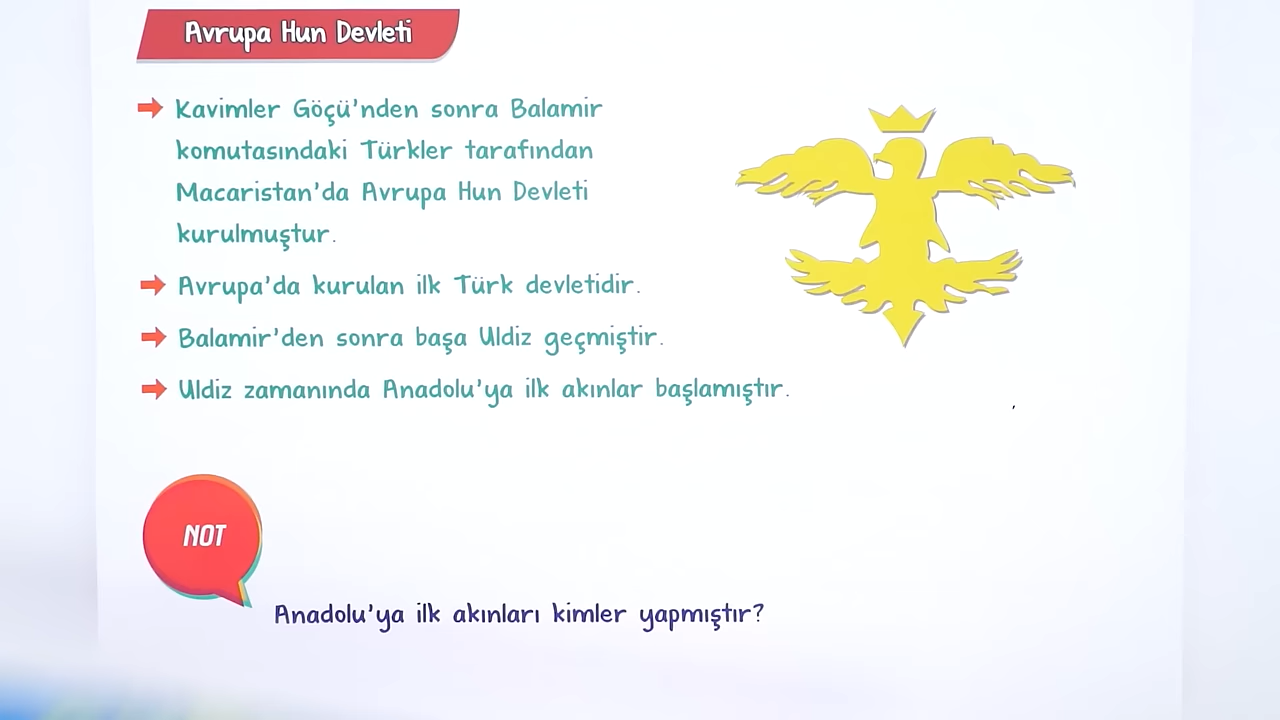 Avrupa Hun Devleti
Kavimler Göçü'nden sonra Balamir
komutasındaki Türkler tarafından
Macaristan'da Avrupa Hun Devleti
kurulmuştur.
Avrupa'da kurulan ilk Türk devletidir.
Balamir'den sonra başa Uldiz geçmiştir.
Uldiz zamanında Anadolu'ya ilk akınlar başlamıştır.
NOT
Anadolu'ya ilk akınları kimler yapmıştır?